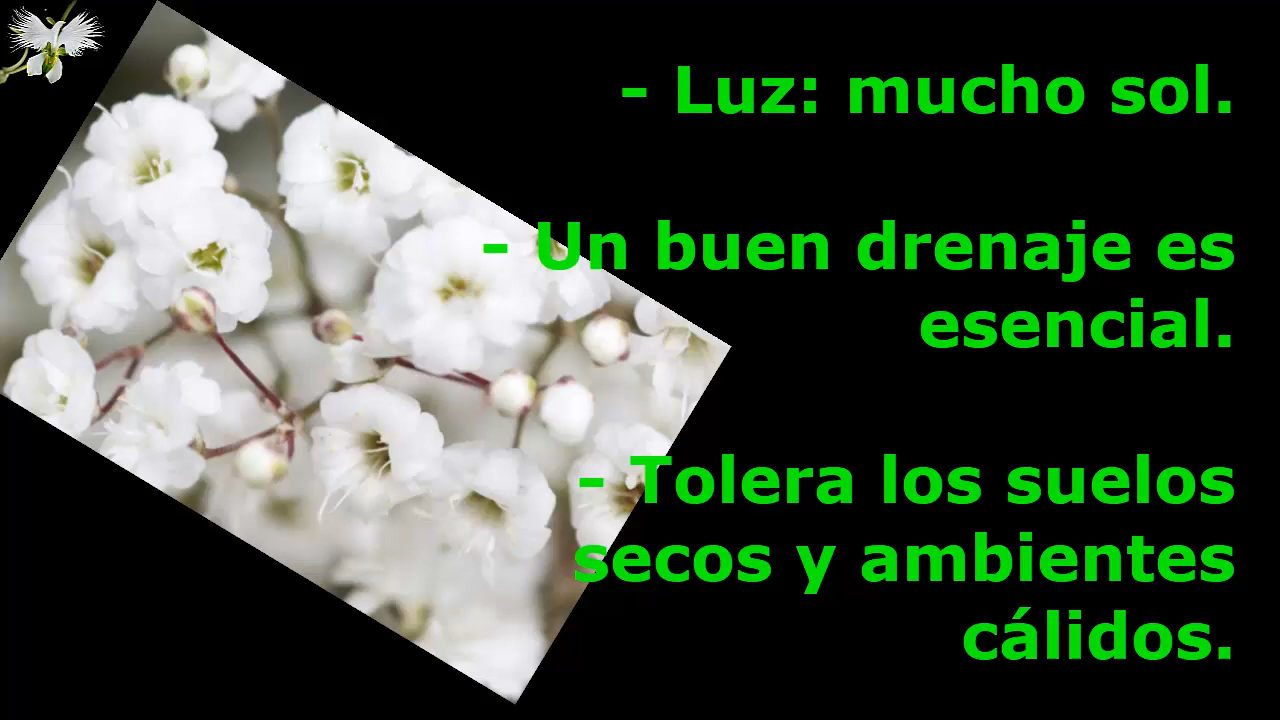 - Luz: mucho sol.
- Un buen drenaje es
esencial.
- Tolera los suelos
secos y ambientes
cálidos.